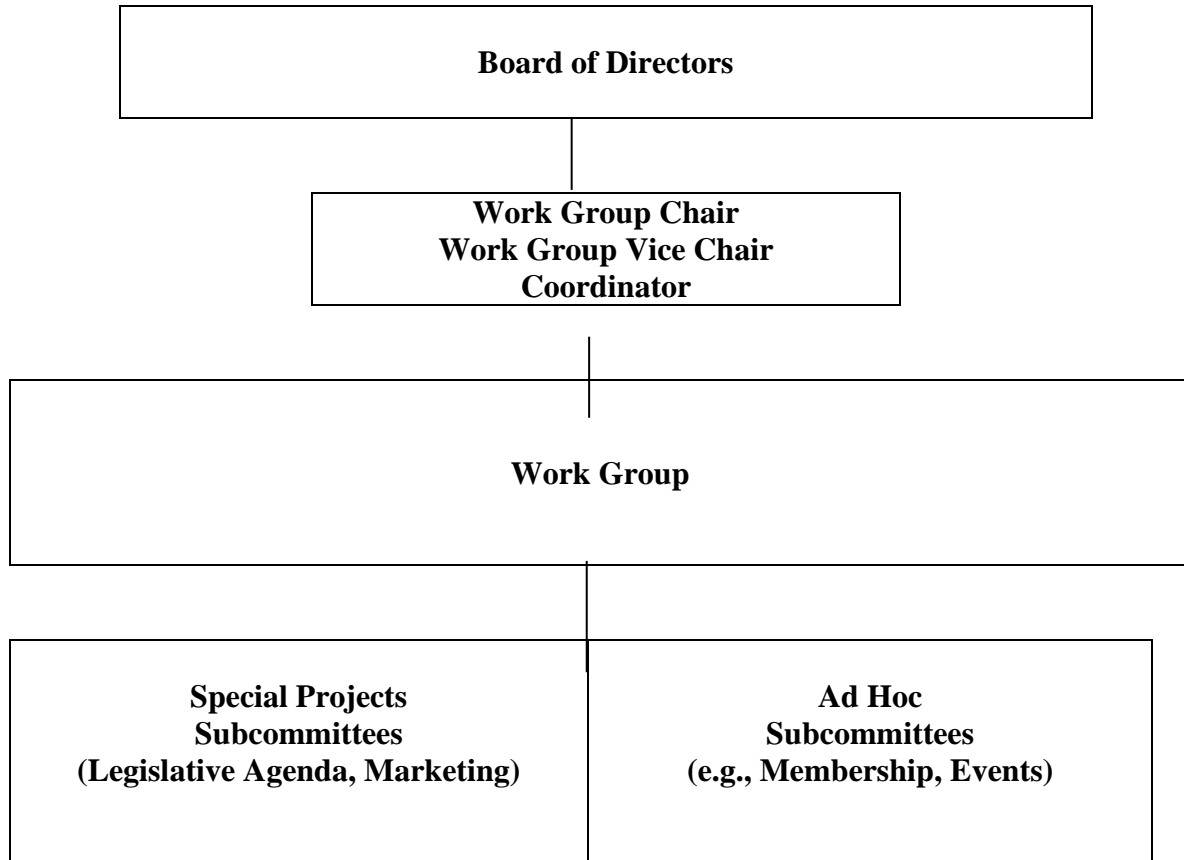 Board of Directors
Work Group Chair
Work Group Vice Chair
Coordinator
Work Group
Special Projects
Subcommittees
(Legislative Agenda, Marketing)
Ad Hoc
Subcommittees
(e.g., Membership, Events)